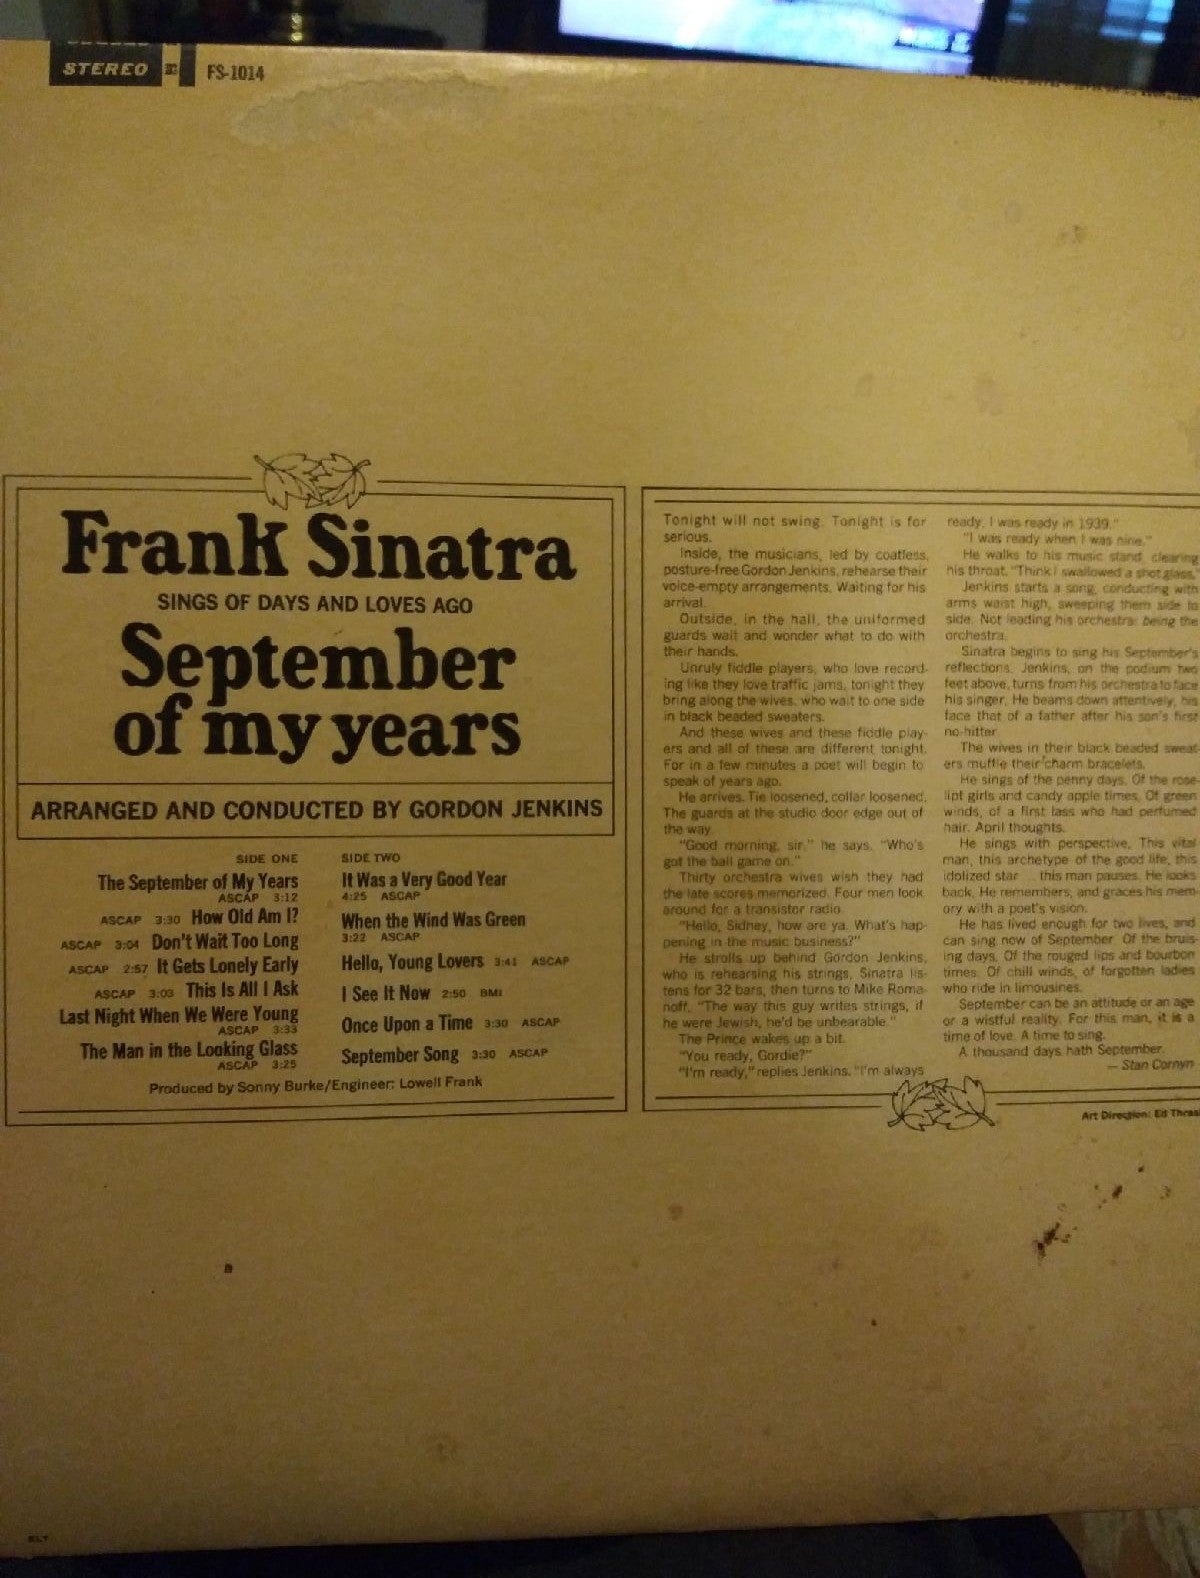 STEREO
FS-1014
Frank Sinatra
SINGS OF DAYS AND LOVES AGO
September
of my years
ARRANGED AND CONDUCTED BY GORDON JENKINS
SIDE ONE
The September of My Years
ASCAP 3:12
ASCAP 3:30 How Old Am I?
ASCAP 3:04 Don't Wait Too Long
ASCAP 2:57 It Gets Lonely Early
ASCAP 3:03 This Is All I Ask
Last Night When We Were Young
ASCAP 3:33
The Man in the Looking Glass
ASCAP 3:25
SIDE TWO
It Was a Very Good Year
4:25 ASCAP
When the Wind Was Green
3:22 ASCAP
Hello, Young Lovers 3:41 ASCAP
I See It Now 2:50 BMI
Once Upon a Time 3:30 ASCAP
September Song 3:30 ASCAP
Produced by Sonny Burke/Engineer: Lowell Frank
Tonight will not swing. Tonight is for
serious.
Inside, the musicians, led by coatless,
posture-free Gordon Jenkins, rehearse their
voice-empty arrangements. Waiting for his
arrival.
Outside, in the hall, the uniformed
guards wait and wonder what to do with
their hands.
Unruly fiddle players, who love record-
ing like they love traffic jams, tonight they
bring along the wives, who wait to one side
in black beaded sweaters.
And these wives and these fiddle play-
ers and all of these are different tonight.
For in a few minutes a poet will begin to
speak of years ago.
He arrives. Tie loosened, collar loosened.
The guards at the studio door edge out of
the way.
"Good morning, sir," he says. "Who's
got the ball game on."
Thirty orchestra wives wish they had
the late scores memorized. Four men look
around for a transistor radio.
"Hello, Sidney, how are ya. What's hap-
pening in the music business?"
He strolls up behind Gordon Jenkins,
who is rehearsing his strings. Sinatra lis-
tens for 32 bars, then turns to Mike Roma-
noff. "The way this guy writes strings, if
he were Jewish, he'd be unbearable."
The Prince wakes up a bit.
"You ready, Gordie?"
"I'm ready," replies Jenkins. "I'm always
ready. I was ready in 1939."
"I was ready when I was nine."
He walks to his music stand, clearing
his throat. "Think I swallowed a shot glass."
Jenkins starts a song, conducting with
arms waist high, sweeping them side to
side. Not leading his orchestra: being the
orchestra.
Sinatra begins to sing his September's
reflections. Jenkins, on the podium two
feet above, turns from his orchestra to face
his singer. He beams down attentively, his
face that of a father after his son's first
no-hitter.
The wives in their black beaded sweat-
ers muffle their charm bracelets.
He sings of the penny days. Of the rose-
lipt girls and candy apple times. Of green
winds, of a first lass who had perfumed
hair. April thoughts.
He sings with perspective. This vital
man, this archetype of the good life, this
idolized star . . . this man pauses. He looks
back. He remembers, and graces his mem-
ory with a poet's vision.
He has lived enough for two lives, and
can sing now of September. Of the bruis-
ing days. Of the rouged lips and bourbon
times. Of chill winds, of forgotten ladies
who ride in limousines.
September can be an attitude or an age
or a wistful reality. For this man, it is a
time of love. A time to sing.
A thousand days hath September.
— Stan Cornyn
Art Direction: Ed Thras